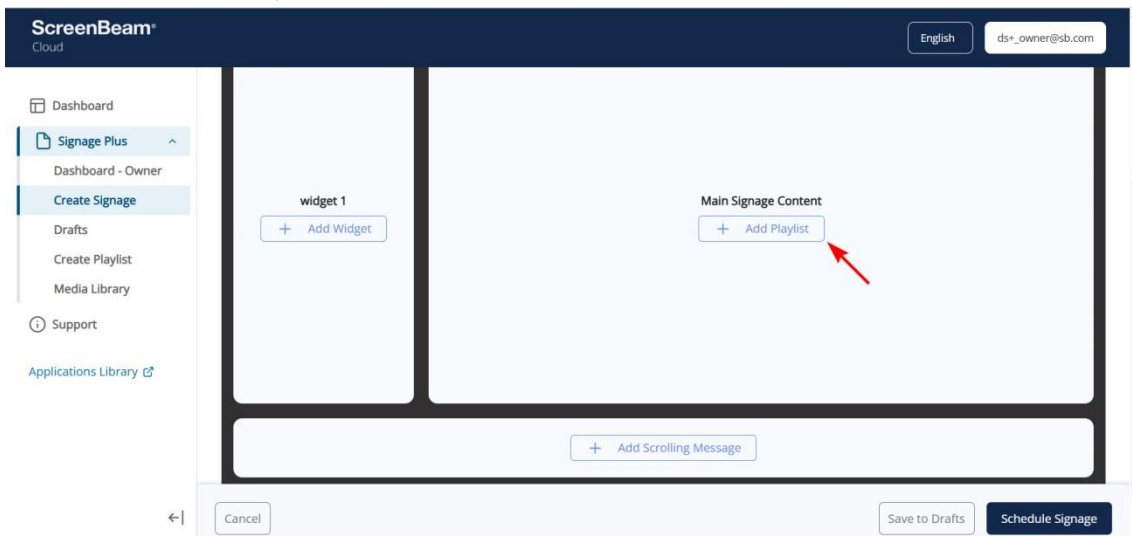 ScreenBeam®
Cloud
English
ds+_owner@sb.com
Dashboard
Signage Plus
Dashboard - Owner
Create Signage
Drafts
Create Playlist
Media Library
Support
Applications Library
widget 1
+ Add Widget
Main Signage Content
+ Add Playlist
+ Add Scrolling Message
Cancel
Save to Drafts
Schedule Signage